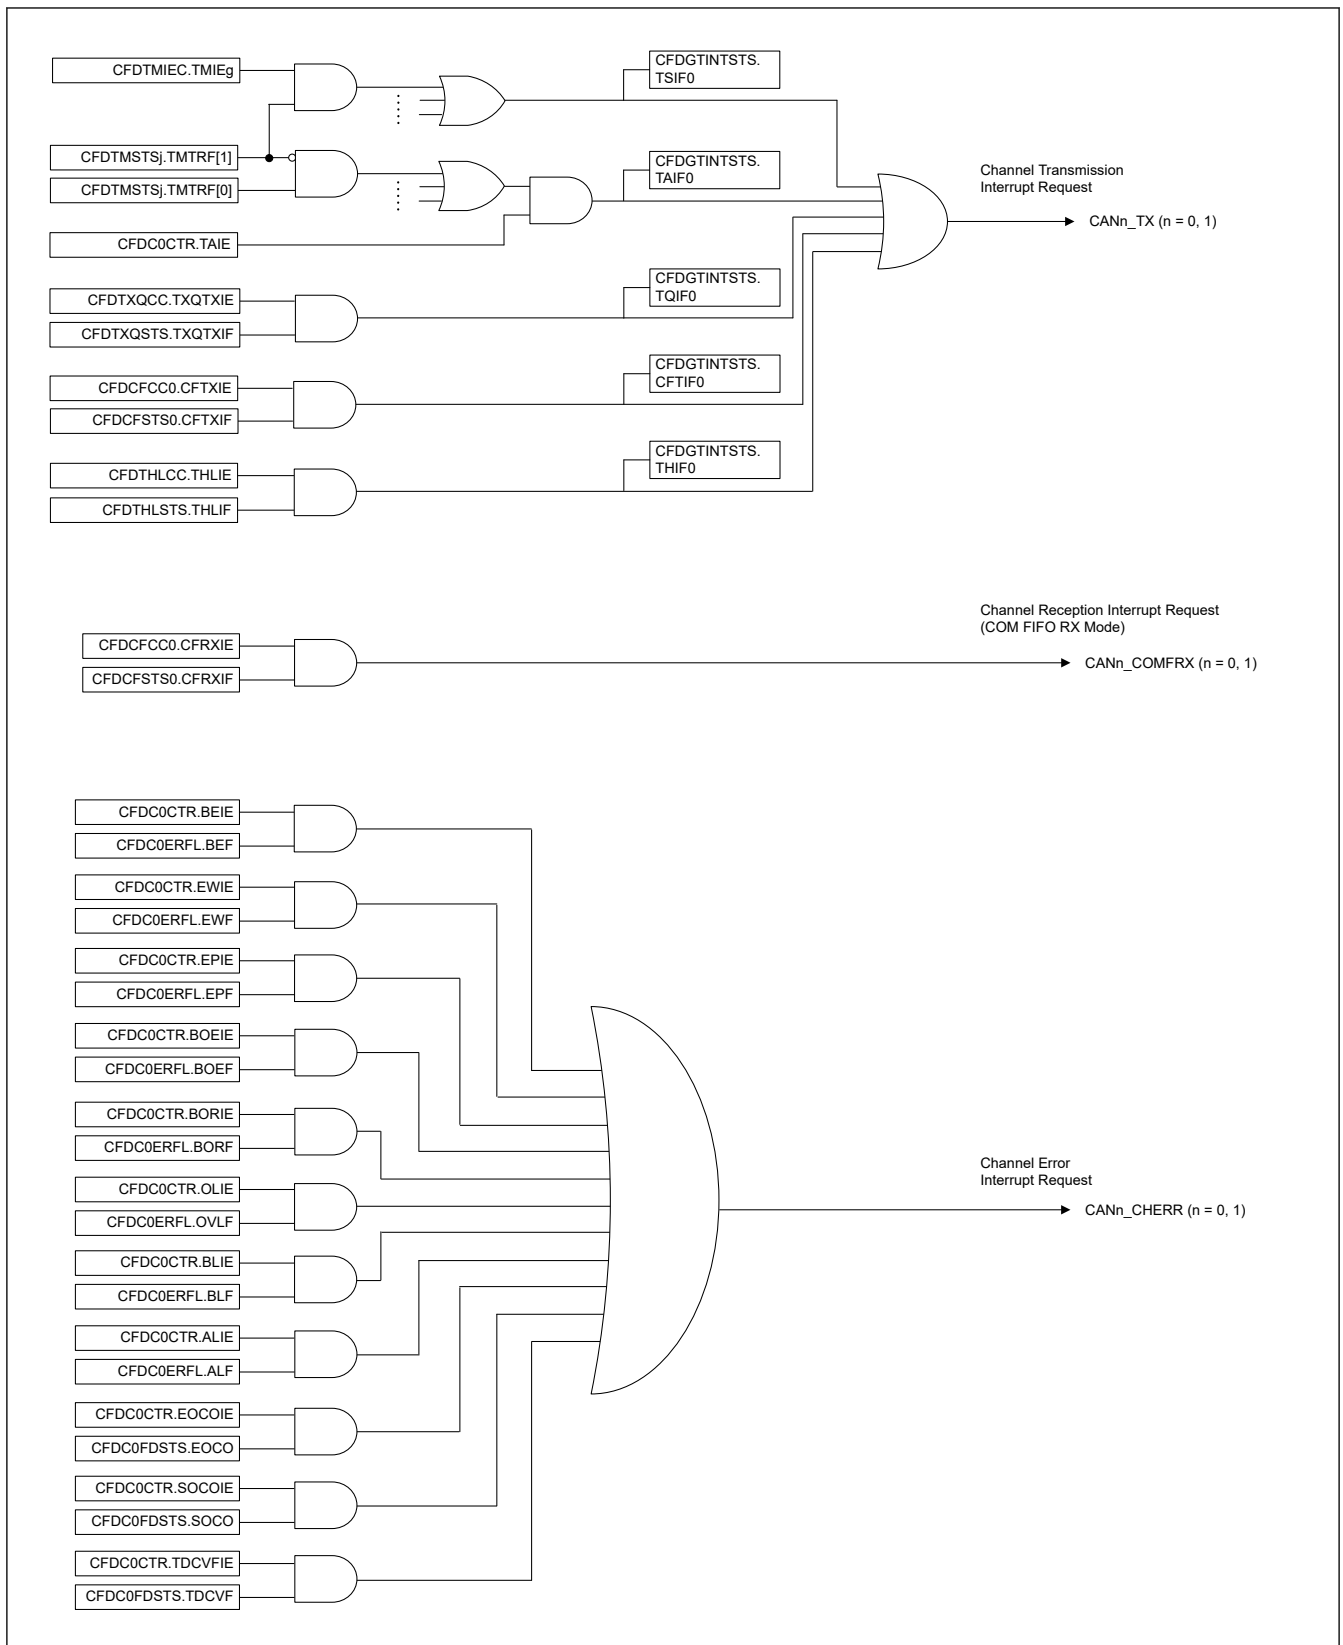 CFDTMIEC.TMIEg
CFDGTINTSTS.
TSIF0
CFDTMSTSj.TMTRF[1]
CFDTMSTSj.TMTRF[0]
CFDGTINTSTS.
TAIF0
Channel Transmission
Interrupt Request
CANn_TX (n = 0, 1)
CFDC0CTR.TAIE
CFDTXQCC.TXQTXIE
CFDTXQSTS.TXQTXIF
CFDGTINTSTS.
TQIF0
CFDCFCC0.CFTXIE
CFDCFSTS0.CFTXIF
CFDGTINTSTS.
CFTIF0
CFDTHLCC.THLIE
CFDTHLSTS.THLIF
CFDGTINTSTS.
THIF0
Channel Reception Interrupt Request
(COM FIFO RX Mode)
CFDCFCC0.CFRXIE
CFDCFSTS0.CFRXIF
CANn_COMFRX (n = 0, 1)
CFDC0CTR.BEIE
CFDC0ERFL.BEF
CFDC0CTR.EWIE
CFDC0ERFL.EWF
CFDC0CTR.EPIE
CFDC0ERFL.EPF
CFDC0CTR.BOEIE
CFDC0ERFL.BOEF
CFDC0CTR.BORIE
CFDC0ERFL.BORF
CFDC0CTR.OLIE
CFDC0ERFL.OVLF
Channel Error
Interrupt Request
CANn_CHERR (n = 0, 1)
CFDC0CTR.BLIE
CFDC0ERFL.BLF
CFDC0CTR.ALIE
CFDC0ERFL.ALF
CFDC0CTR.EOCOIE
CFDC0FDSTS.EOCO
CFDC0CTR.SOCOIE
CFDC0FDSTS.SOCO
CFDC0CTR.TDCVFIE
CFDC0FDSTS.TDCVF